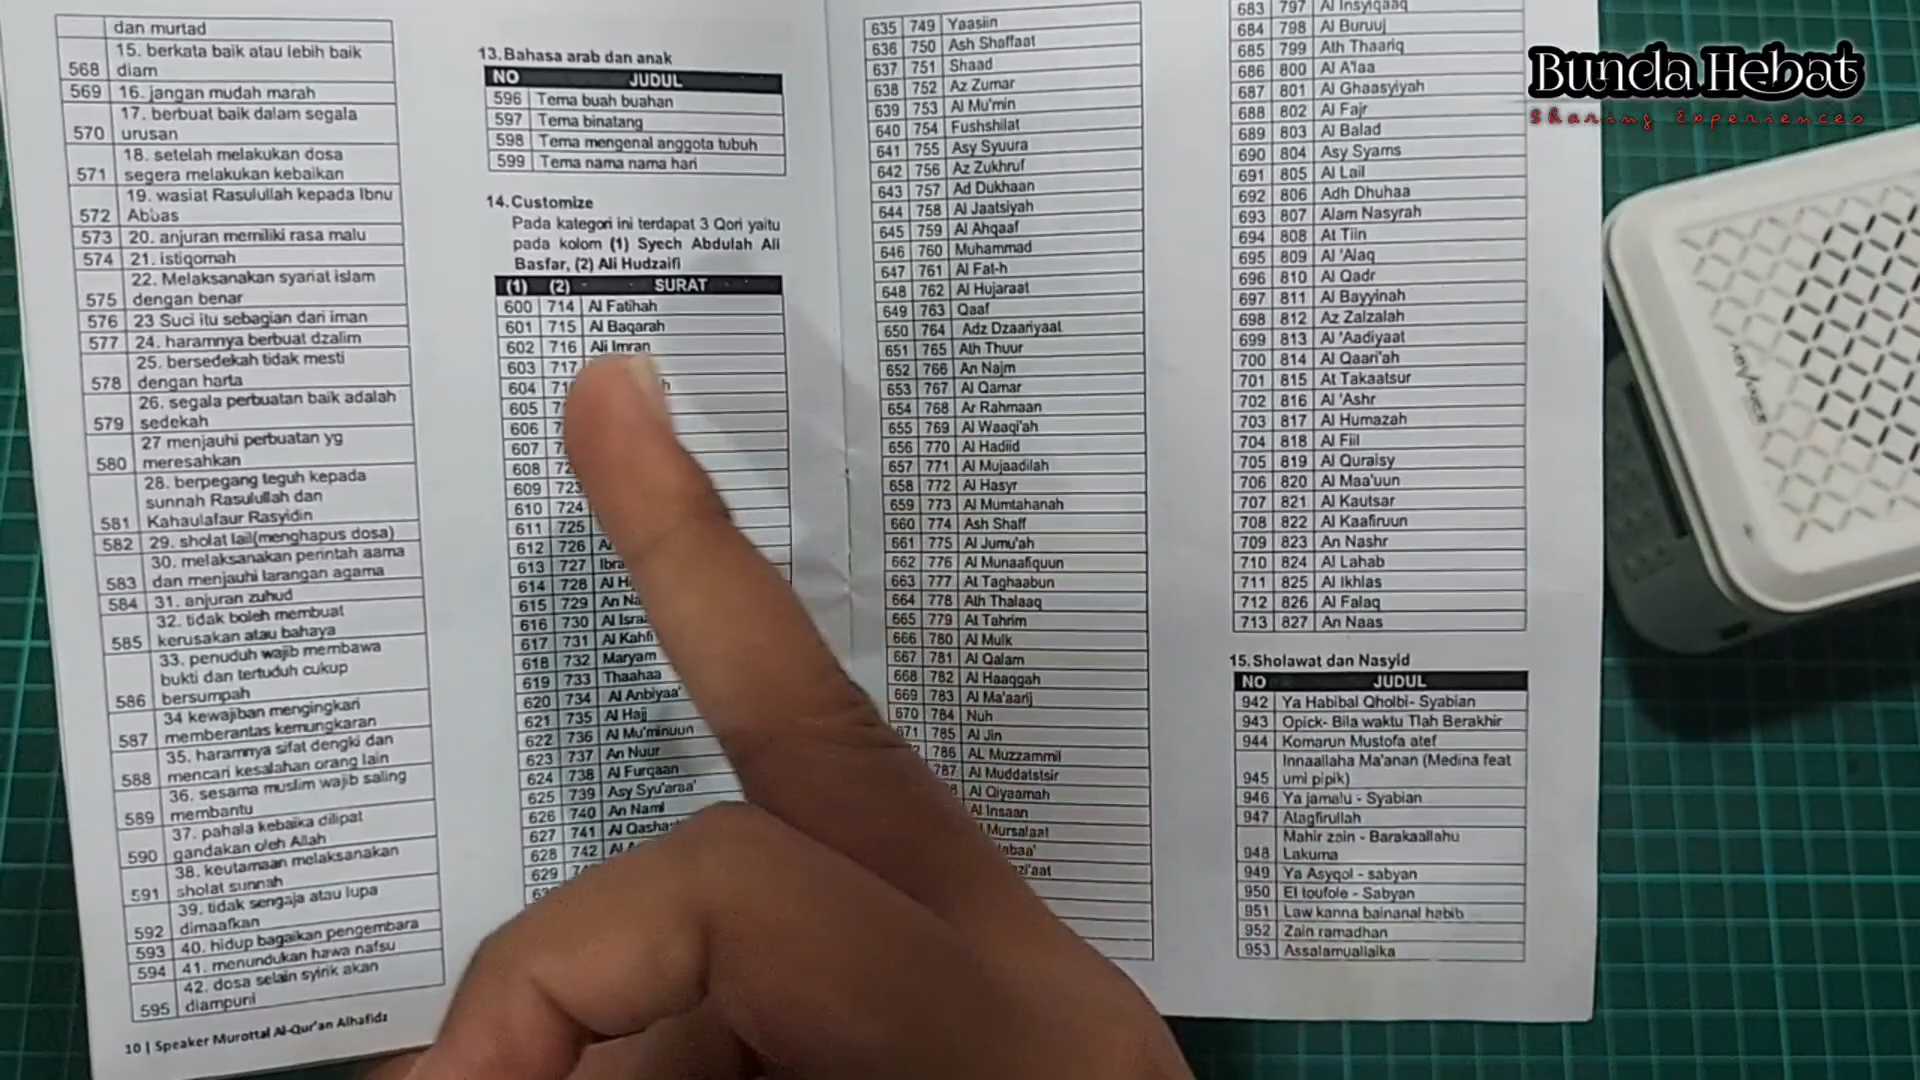 dan murtad
15. berkata baik atau lebih baik
568 diam
569 16. jangan mudah marah
17. berbuat baik dalam segala
570 urusan
18. setelah melakukan dosa
571 segera melakukan kebaikan
19. wasiat Rasulullah kepada Ibnu
572 Abbas
573 20. anjuran memiliki rasa malu
574 21. istiqomah
22. Melaksanakan syariat islam
575 dengan benar
576 23 Suci itu sebagian dari iman
577 24. haramnya berbuat dzalim
25. bersedekah tidak mesti
578 dengan harta
26. segala perbuatan baik adalah
579 sedekah
27 menjauhi perbuatan yg
580 meresahkan
28. berpegang teguh kepada
sunnah Rasulullah dan
581 Kahaulafaur Rasyidin
582 29. sholat lail(menghapus dosa)
30. melaksanakan perintah aama
583 dan menjauhi larangan agama
584 31. anjuran zuhud
32. tidak boleh membuat
585 kerusakan atau bahaya
33. penuduh wajib membawa
bukti dan tertuduh cukup
586 bersumpah
34 kewajiban mengingkari
587 memberantas kemungkaran
35. haramnya sifat dengki dan
588 mencari kesalahan orang lain
36. sesama muslim wajib saling
589 membantu
37. pahala kebaika dilipat
590 gandakan oleh Allah
38. keutamaan melaksanakan
591 sholat sunnah
39. tidak sengaja atau lupa
592 dimaafkan
593 40. hidup bagaikan pengembara
594 41. menundukan hawa nafsu
42. dosa selain syirik akan
595 diampuni
10 | Speaker Murottal Al-Qur'an Alhafidz
13. Bahasa arab dan anak
NO JUDUL
596 Tema buah buahan
597 Tema binatang
598 Tema mengenal anggota tubuh
599 Tema nama nama hari
14. Customize
Pada kategori ini terdapat 3 Qori yaitu
pada kolom (1) Syech Abdulah Ali
Basfar, (2) Ali Hudzaifi
(1) (2) SURAT
600 714 Al Fatihah
601 715 Al Baqarah
602 716 Ali Imran
603 717
604
605
606
607
608
609 723
610 724
611 725
612 726
613 727
614 728
615 729 An
616 730 Al
617 731 Al Kahfi
618 732 Maryam
619 733 Thaahaa
620 734 Al Anbiyaa'
621 735 Al Hajj
622 736 Al Mu'minuun
623 737 An Nuur
624 738 Al Furqaan
625 739 Asy Syu'araa'
626 740 An Naml
627 741 Al
628 742
629
635 749 Yaasiin
636 750 Ash Shaffaat
637 751 Shaad
638 752 Az Zumar
639 753 Al Mu'min
640 754 Fushshilat
641 755 Asy Syuura
642 756 Az Zukhruf
643 757 Ad Dukhaan
644 758 Al Jaatsiyah
645 759 Al Ahqaaf
646 760 Muhammad
647 761 Al Fat-h
648 762 Al Hujaraat
649 763 Qaaf
650 764 Adz Dzaariyaat
651 765 Ath Thuur
652 766 An Najm
653 767 Al Qamar
654 768 Ar Rahmaan
655 769 Al Waaqi'ah
656 770 Al Hadiid
657 771 Al Mujaadilah
658 772 Al Hasyr
659 773 Al Mumtahanah
660 774 Ash Shaff
661 775 Al Jumu'ah
662 776 Al Munaafiquun
663 777 At Taghaabun
664 778 Ath Thalaaq
665 779 At Tahrim
666 780 Al Mulk
667 781 Al Qalam
668 782 Al Haaqqah
669 783 Al Ma'aarij
670 784 Nuh
785 Al Jin
786 AL Muzzammil
787 Al Muddatstsir
Al Qiyaamah
Al Insaan
Mursalaat
683 797 Al Insyiqaaq
684 798 Al Buruuj
685 799 Ath Thaariq
686 800 Al A'laa
687 801 Al Ghaasyiyah
688 802 Al Fajr
689 803 Al Balad
690 804 Asy Syams
691 805 Al Lail
692 806 Adh Dhuhaa
693 807 Alam Nasyrah
694 808 At Tiin
695 809 Al 'Alaq
696 810 Al Qadr
697 811 Al Bayyinah
698 812 Az Zalzalah
699 813 Al 'Aadiyaat
700 814 Al Qaari'ah
701 815 At Takaatsur
702 816 Al 'Ashr
703 817 Al Humazah
704 818 Al Fiil
705 819 Al Quraisy
706 820 Al Maa'uun
707 821 Al Kautsar
708 822 Al Kaafiruun
709 823 An Nashr
710 824 Al Lahab
711 825 Al Ikhlas
712 826 Al Falaq
713 827 An Naas
15. Sholawat dan Nasyid
NO JUDUL
942 Ya Habibal Qholbi- Syabian
943 Opick- Bila waktu Tlah Berakhir
944 Komarun Mustofa atef
Innaallaha Ma'anan (Medina feat
945 umi pipik)
946 Ya jamalu - Syabian
947 Atagfirullah
Mahir zain - Barakaallahu
948 Lakuma
949 Ya Asyqol - sabyan
950 El toufole - Sabyan
951 Law kanna bainanal habib
952 Zain ramadhan
953 Assalamuallaika
Bunda Hebat
Sharing Experiences